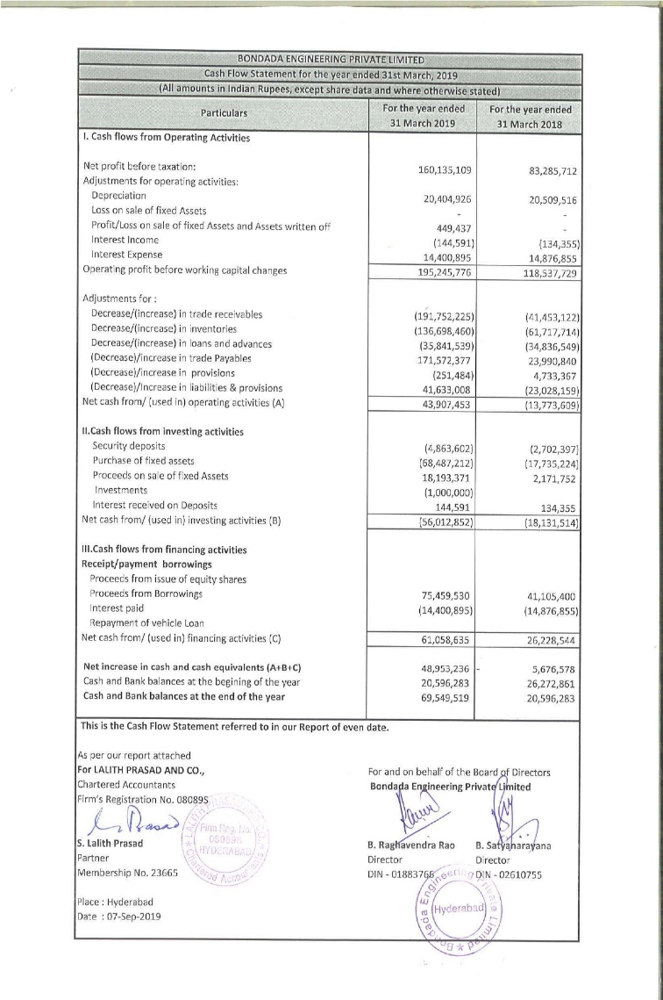 BONDADA ENGINEERING PRIVATE LIMITED
Cash Flow Statement for the year ended 31st March, 2019
(All amounts in Indian Rupees, except share data and where otherwise stated)
Particulars For the year ended 31 March 2019 For the year ended 31 March 2018
I. Cash flows from Operating Activities
Net profit before taxation: 160,135,109 83,285,712
Adjustments for operating activities:
Depreciation 20,404,926 20,509,516
Loss on sale of fixed Assets - -
Profit/Loss on sale of fixed Assets and Assets written off 449,437 -
Interest Income (144,591) (134,355)
Interest Expense 14,400,895 14,876,855
Operating profit before working capital changes 195,245,776 118,537,729
Adjustments for :
Decrease/(increase) in trade receivables (191,752,225) (41,453,122)
Decrease/(increase) in inventories (136,698,460) (61,717,714)
Decrease/(increase) in loans and advances (35,841,539) (34,836,549)
(Decrease)/increase in trade Payables 171,572,377 23,990,840
(Decrease)/increase in provisions (251,484) 4,733,367
(Decrease)/Increase in liabilities & provisions 41,633,008 (23,028,159)
Net cash from/ (used in) operating activities (A) 43,907,453 (13,773,609)
II.Cash flows from investing activities
Security deposits (4,863,602) (2,702,397)
Purchase of fixed assets (68,487,212) (17,735,224)
Proceeds on sale of fixed Assets 18,193,371 2,171,752
Investments (1,000,000)
Interest received on Deposits 144,591 134,355
Net cash from/ (used in) investing activities (B) (56,012,852) (18,131,514)
III.Cash flows from financing activities
Receipt/payment borrowings
Proceeds from issue of equity shares
Proceeds from Borrowings 75,459,530 41,105,400
Interest paid (14,400,895) (14,876,855)
Repayment of vehicle Loan
Net cash from/ (used in) financing activities (C) 61,058,635 26,228,544
Net increase in cash and cash equivalents (A+B+C) 48,953,236 - 5,676,578
Cash and Bank balances at the begining of the year 20,596,283 26,272,861
Cash and Bank balances at the end of the year 69,549,519 20,596,283
This is the Cash Flow Statement referred to in our Report of even date.
As per our report attached
For LALITH PRASAD AND CO.,
Chartered Accountants
Firm's Registration No. 08089S
S. Lalith Prasad
Partner
Membership No. 23665
Place : Hyderabad
Date : 07-Sep-2019
LALITH PRASAD & CO.
Firm Reg. No.
08089S
HYDERABAD
Chartered Accountants
For and on behalf of the Board of Directors
Bondada Engineering Private Limited
B. Raghavendra Rao B. Satyanarayana
Director Director
DIN - 01883766 DIN - 02610755
Bondada Engineering Private Limited
Hyderabad